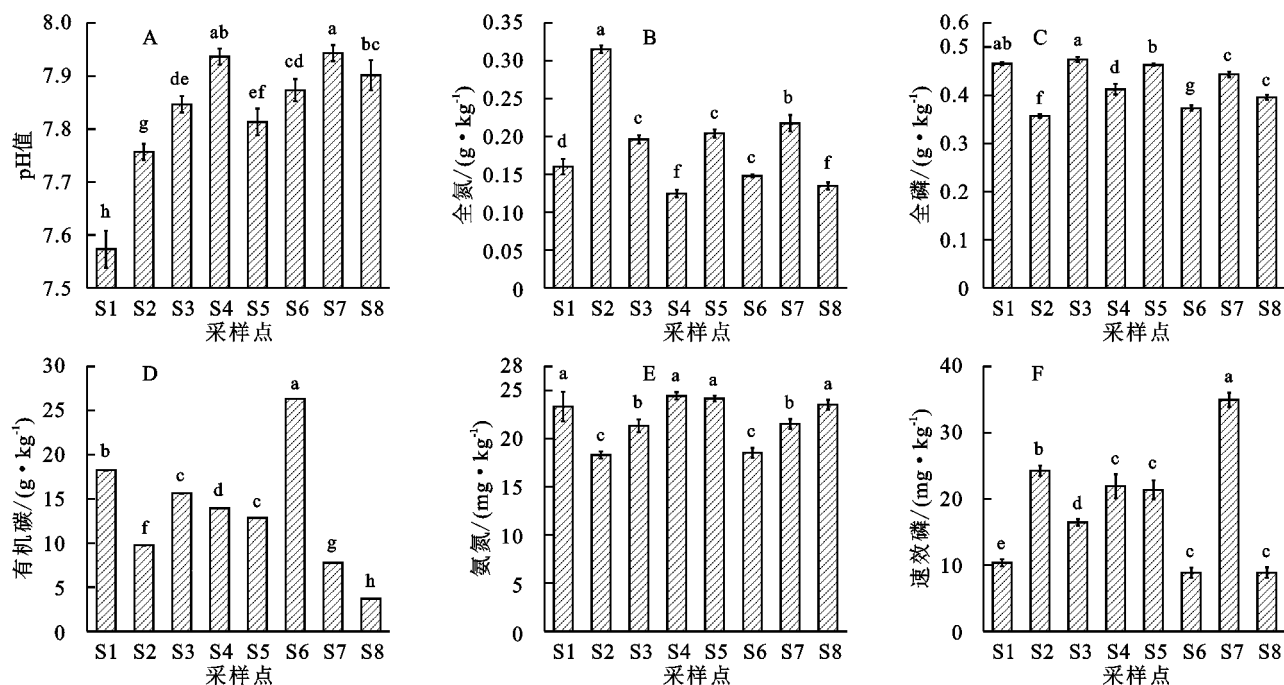 A
pH值
8.0
7.9
7.8
7.7
7.6
7.5
h
g
de
ab
ef
cd
a
bc
S1 S2 S3 S4 S5 S6 S7 S8
采样点
B
全氮/(g·kg⁻¹)
0.35
0.30
0.25
0.20
0.15
0.10
0.05
0
d
a
c
f
c
c
b
f
S1 S2 S3 S4 S5 S6 S7 S8
采样点
C
全磷/(g·kg⁻¹)
0.6
0.5
0.4
0.3
0.2
0.1
0
ab
f
a
d
b
g
c
c
S1 S2 S3 S4 S5 S6 S7 S8
采样点
D
有机碳/(g·kg⁻¹)
30
25
20
15
10
5
0
b
f
c
d
c
a
g
h
S1 S2 S3 S4 S5 S6 S7 S8
采样点
E
氨氮/(mg·kg⁻¹)
28
25
20
15
10
5
0
a
c
b
a
a
c
b
a
S1 S2 S3 S4 S5 S6 S7 S8
采样点
F
速效磷/(mg·kg⁻¹)
40
30
20
10
0
e
b
d
c
c
c
a
c
S1 S2 S3 S4 S5 S6 S7 S8
采样点